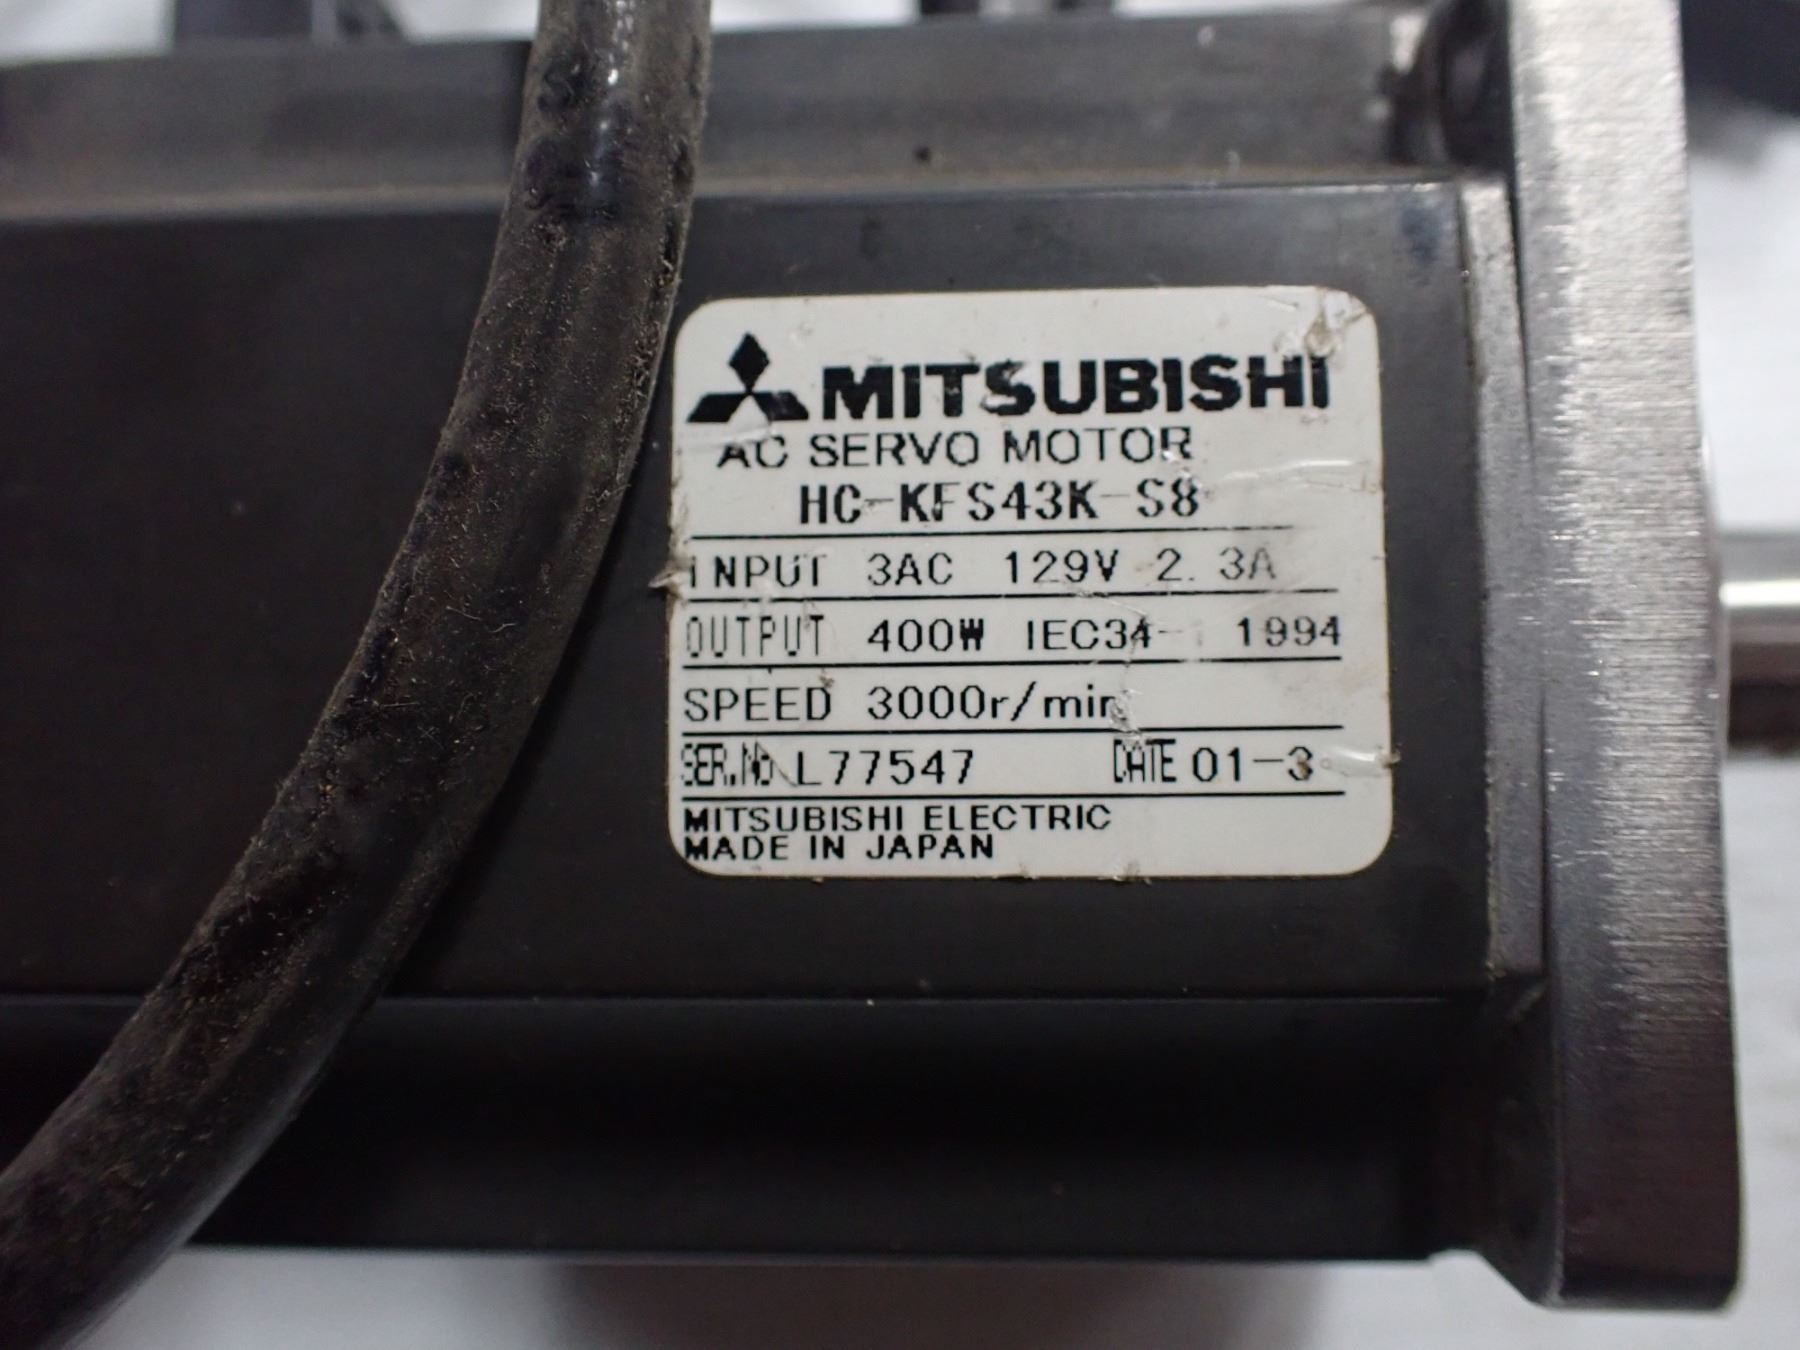 MITSUBISHI
AC SERVO MOTOR
HC-KFS43K-S8
INPUT 3AC 129V 2.3A
OUTPUT 400W IEC34- 1994
SPEED 3000r/min
SER.NO L77547 DATE 01-3
MITSUBISHI ELECTRIC
MADE IN JAPAN